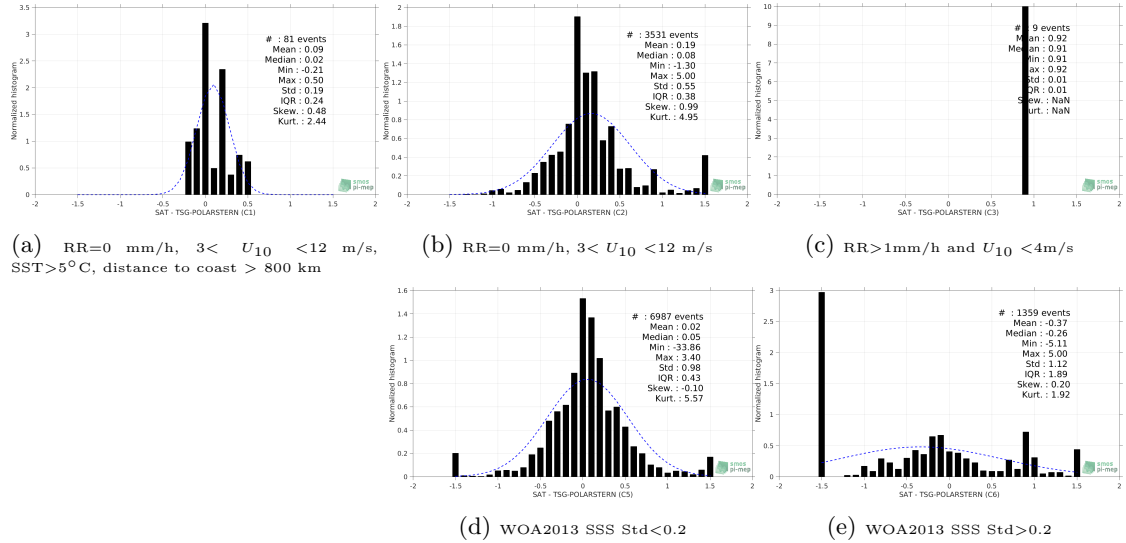 3.5
3
2.5
2
1.5
1
0.5
0
Normalized histogram
# : 81 events
Mean : 0.09
Median : 0.02
Min : -0.21
Max : 0.50
Std : 0.19
IQR : 0.24
Skew. : 0.48
Kurt. : 2.44
smos
pi-mep
-2 -1.5 -1 -0.5 0 0.5 1 1.5 2
SAT - TSG-POLARSTERN (C1)
(a) RR=0 mm/h, 3< U10 <12 m/s,
SST>5°C, distance to coast > 800 km
2
1.8
1.6
1.4
1.2
1
0.8
0.6
0.4
0.2
0
Normalized histogram
# : 3531 events
Mean : 0.19
Median : 0.08
Min : -1.30
Max : 5.00
Std : 0.55
IQR : 0.38
Skew. : 0.99
Kurt. : 4.95
smos
pi-mep
-2 -1.5 -1 -0.5 0 0.5 1 1.5 2
SAT - TSG-POLARSTERN (C2)
(b) RR=0 mm/h, 3< U10 <12 m/s
10
9
8
7
6
5
4
3
2
1
0
Normalized histogram
# : 9 events
Mean : 0.92
Median : 0.91
Min : 0.91
Max : 0.92
Std : 0.01
IQR : 0.01
Skew. : NaN
Kurt. : NaN
smos
pi-mep
-2 -1.5 -1 -0.5 0 0.5 1 1.5 2
SAT - TSG-POLARSTERN (C3)
(c) RR>1mm/h and U10 <4m/s
1.6
1.4
1.2
1
0.8
0.6
0.4
0.2
0
Normalized histogram
# : 6987 events
Mean : 0.02
Median : 0.05
Min : -33.86
Max : 3.40
Std : 0.98
IQR : 0.43
Skew. : -0.10
Kurt. : 5.57
smos
pi-mep
-2 -1.5 -1 -0.5 0 0.5 1 1.5 2
SAT - TSG-POLARSTERN (C5)
(d) WOA2013 SSS Std<0.2
3
2.5
2
1.5
1
0.5
0
Normalized histogram
# : 1359 events
Mean : -0.37
Median : -0.26
Min : -5.11
Max : 5.00
Std : 1.12
IQR : 1.89
Skew. : 0.20
Kurt. : 1.92
smos
pi-mep
-2 -1.5 -1 -0.5 0 0.5 1 1.5 2
SAT - TSG-POLARSTERN (C6)
(e) WOA2013 SSS Std>0.2